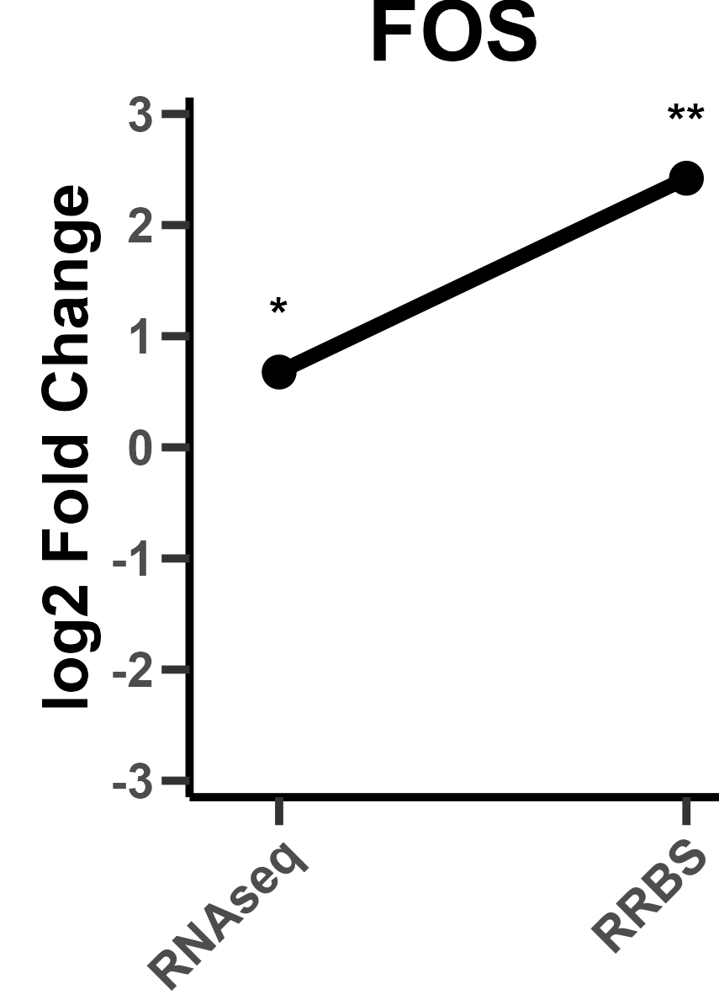 FOS
log2 Fold Change
3
2
1
0
-1
-2
-3
*
**
RNAseq
RRBS